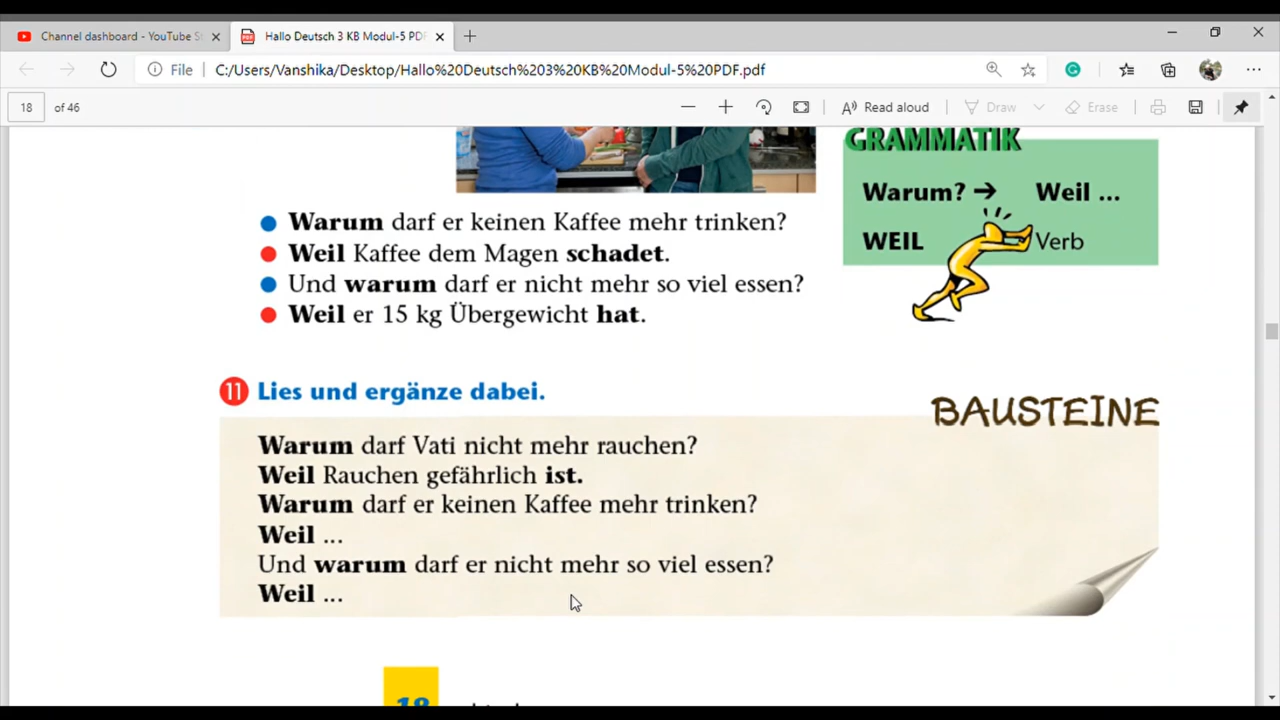 Channel dashboard - YouTube S
Hallo Deutsch 3 KB Modul-5 PDF.
File
C:/Users/Vanshika/Desktop/Hallo%20Deutsch%203%20KB%20Modul-5%20PDF.pdf
18 of 46
Read aloud
Draw
Erase
GRAMMATIK
Warum? → Weil ...
WEIL Verb
Warum darf er keinen Kaffee mehr trinken?
Weil Kaffee dem Magen schadet.
Und warum darf er nicht mehr so viel essen?
Weil er 15 kg Übergewicht hat.
11 Lies und ergänze dabei.
BAUSTEINE
Warum darf Vati nicht mehr rauchen?
Weil Rauchen gefährlich ist.
Warum darf er keinen Kaffee mehr trinken?
Weil ...
Und warum darf er nicht mehr so viel essen?
Weil ...
18